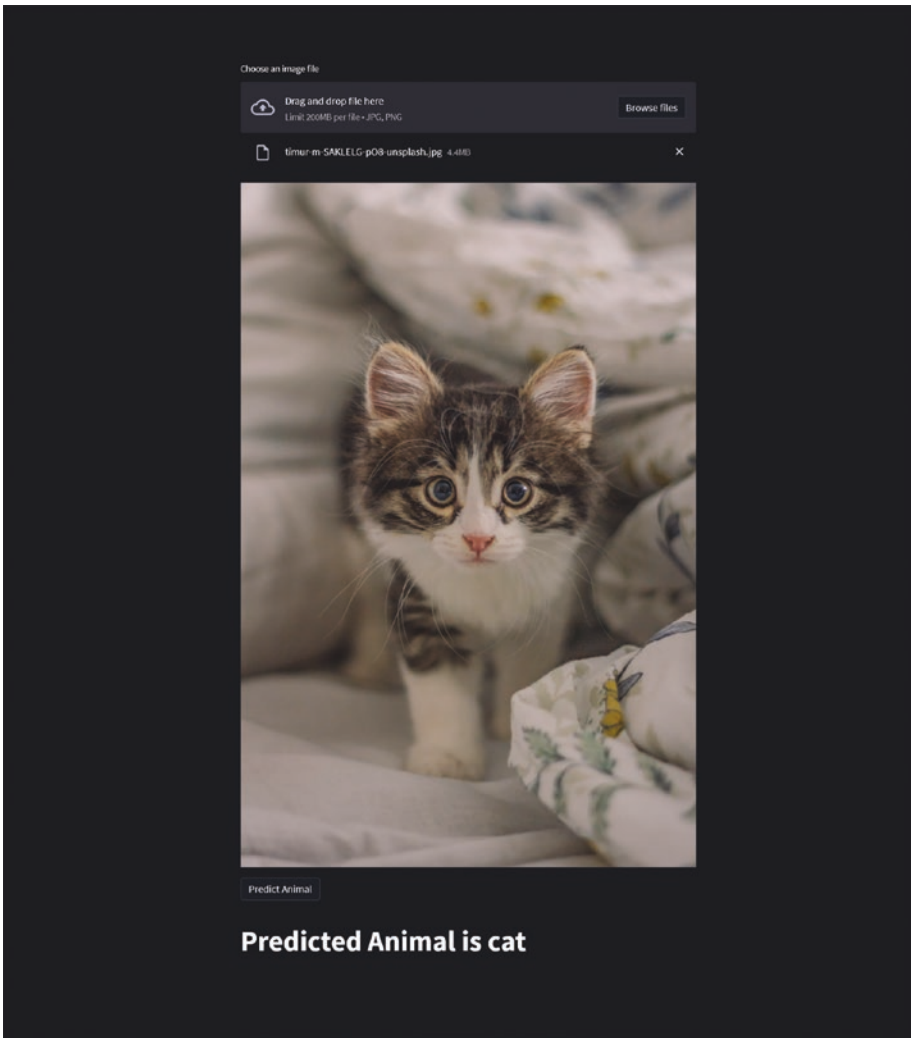 Choose an image file
Drag and drop file here
Limit 200MB per file • JPG, PNG
Browse files
timur-m-SAKLELG-pO8-unsplash.jpg 4.4MB
Predict Animal
Predicted Animal is cat